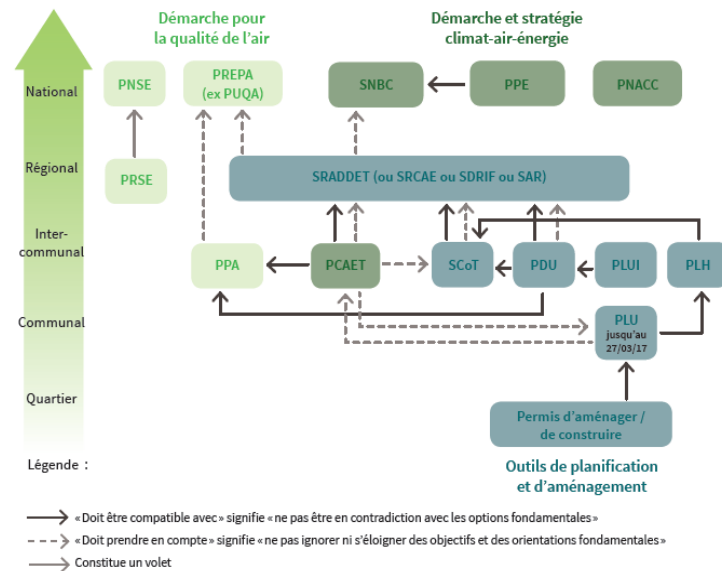 Démarche pour
la qualité de l'air
Démarche et stratégie
climat-air-énergie
National
PNSE
PREPA
(ex PUQA)
SNBC
PPE
PNACC
Régional
PRSE
SRADDET (ou SRCAE ou SDRIF ou SAR)
Inter-
communal
PPA
PCAET
SCoT
PDU
PLUI
PLH
Communal
PLU
jusqu'au
27/03/17
Quartier
Permis d'aménager /
de construire
Légende :
Outils de planification
et d'aménagement
«Doit être compatible avec» signifie «ne pas être en contradiction avec les options fondamentales»
«Doit prendre en compte» signifie «ne pas ignorer ni s'éloigner des objectifs et des orientations fondamentales»
Constitue un volet